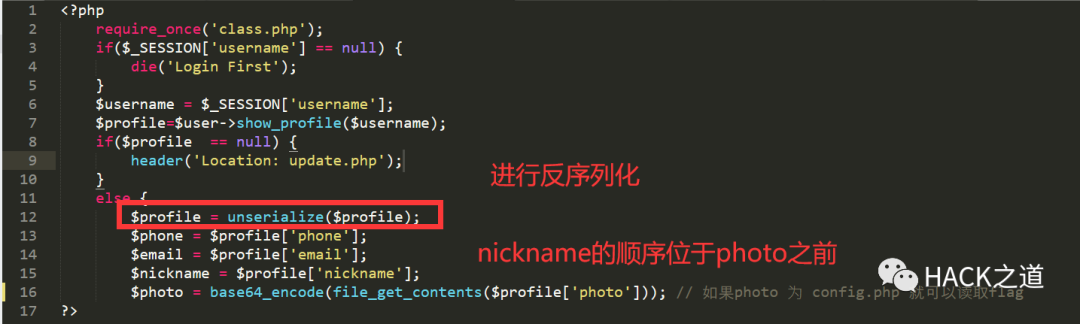 1 <?php
2 require_once('class.php');
3 if($_SESSION['username'] == null) {
4 die('Login First');
5 }
6 $username = $_SESSION['username'];
7 $profile=$user->show_profile($username);
8 if($profile  == null) {
9 header('Location: update.php');
10 }
11 else {
进行反序列化
12 $profile = unserialize($profile);
13 $phone = $profile['phone'];
14 $email = $profile['email'];
nickname的顺序位于photo之前
15 $nickname = $profile['nickname'];
HACK之道
16 $photo = base64_encode(file_get_contents($profile['photo'])); // 如果photo 为 config.php 就可以读取flag
17 ?>